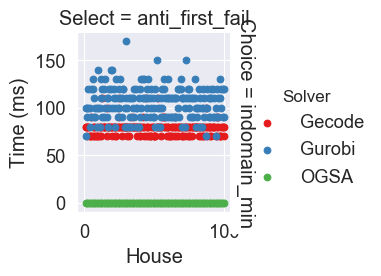 Select = anti_first_fail
Choice = indomain_min
Time (ms)
150
100
50
0
0
House
Solver
Gecode
Gurobi
OGSA